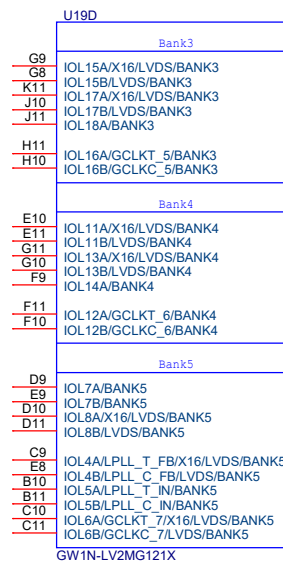 U19D
Bank3
G9 IOL15A/X16/LVDS/BANK3
G8 IOL15B/LVDS/BANK3
K11 IOL17A/X16/LVDS/BANK3
J10 IOL17B/LVDS/BANK3
J11 IOL18A/BANK3
H11 IOL16A/GCLKT_5/BANK3
H10 IOL16B/GCLKC_5/BANK3
Bank4
E10 IOL11A/X16/LVDS/BANK4
E11 IOL11B/LVDS/BANK4
G11 IOL13A/X16/LVDS/BANK4
G10 IOL13B/LVDS/BANK4
F9 IOL14A/BANK4
F11 IOL12A/GCLKT_6/BANK4
F10 IOL12B/GCLKC_6/BANK4
Bank5
D9 IOL7A/BANK5
E9 IOL7B/BANK5
D10 IOL8A/X16/LVDS/BANK5
D11 IOL8B/LVDS/BANK5
C9 IOL4A/LPLL_T_FB/X16/LVDS/BANK5
E8 IOL4B/LPLL_C_FB/LVDS/BANK5
B10 IOL5A/LPLL_T_IN/BANK5
B11 IOL5B/LPLL_C_IN/BANK5
C10 IOL6A/GCLKT_7/X16/LVDS/BANK5
C11 IOL6B/GCLKC_7/LVDS/BANK5
GW1N-LV2MG121X